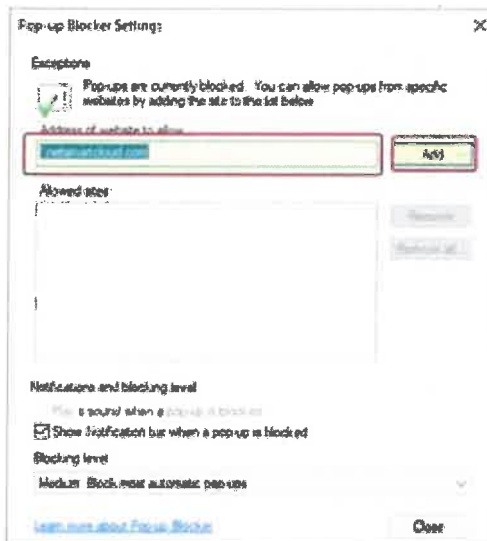 Pop-up Blocker Settings
Exceptions
Pop-ups are currently blocked. You can allow pop-ups from specific
websites by adding the site to the list below.
Address of website to allow:
Add
Allowed sites:
Remove
Remove all...
Notifications and blocking level:
Play a sound when a pop-up is blocked.
Show Notification bar when a pop-up is blocked.
Blocking level:
Medium: Block most automatic pop-ups
Learn more about Pop-up Blocker
Close